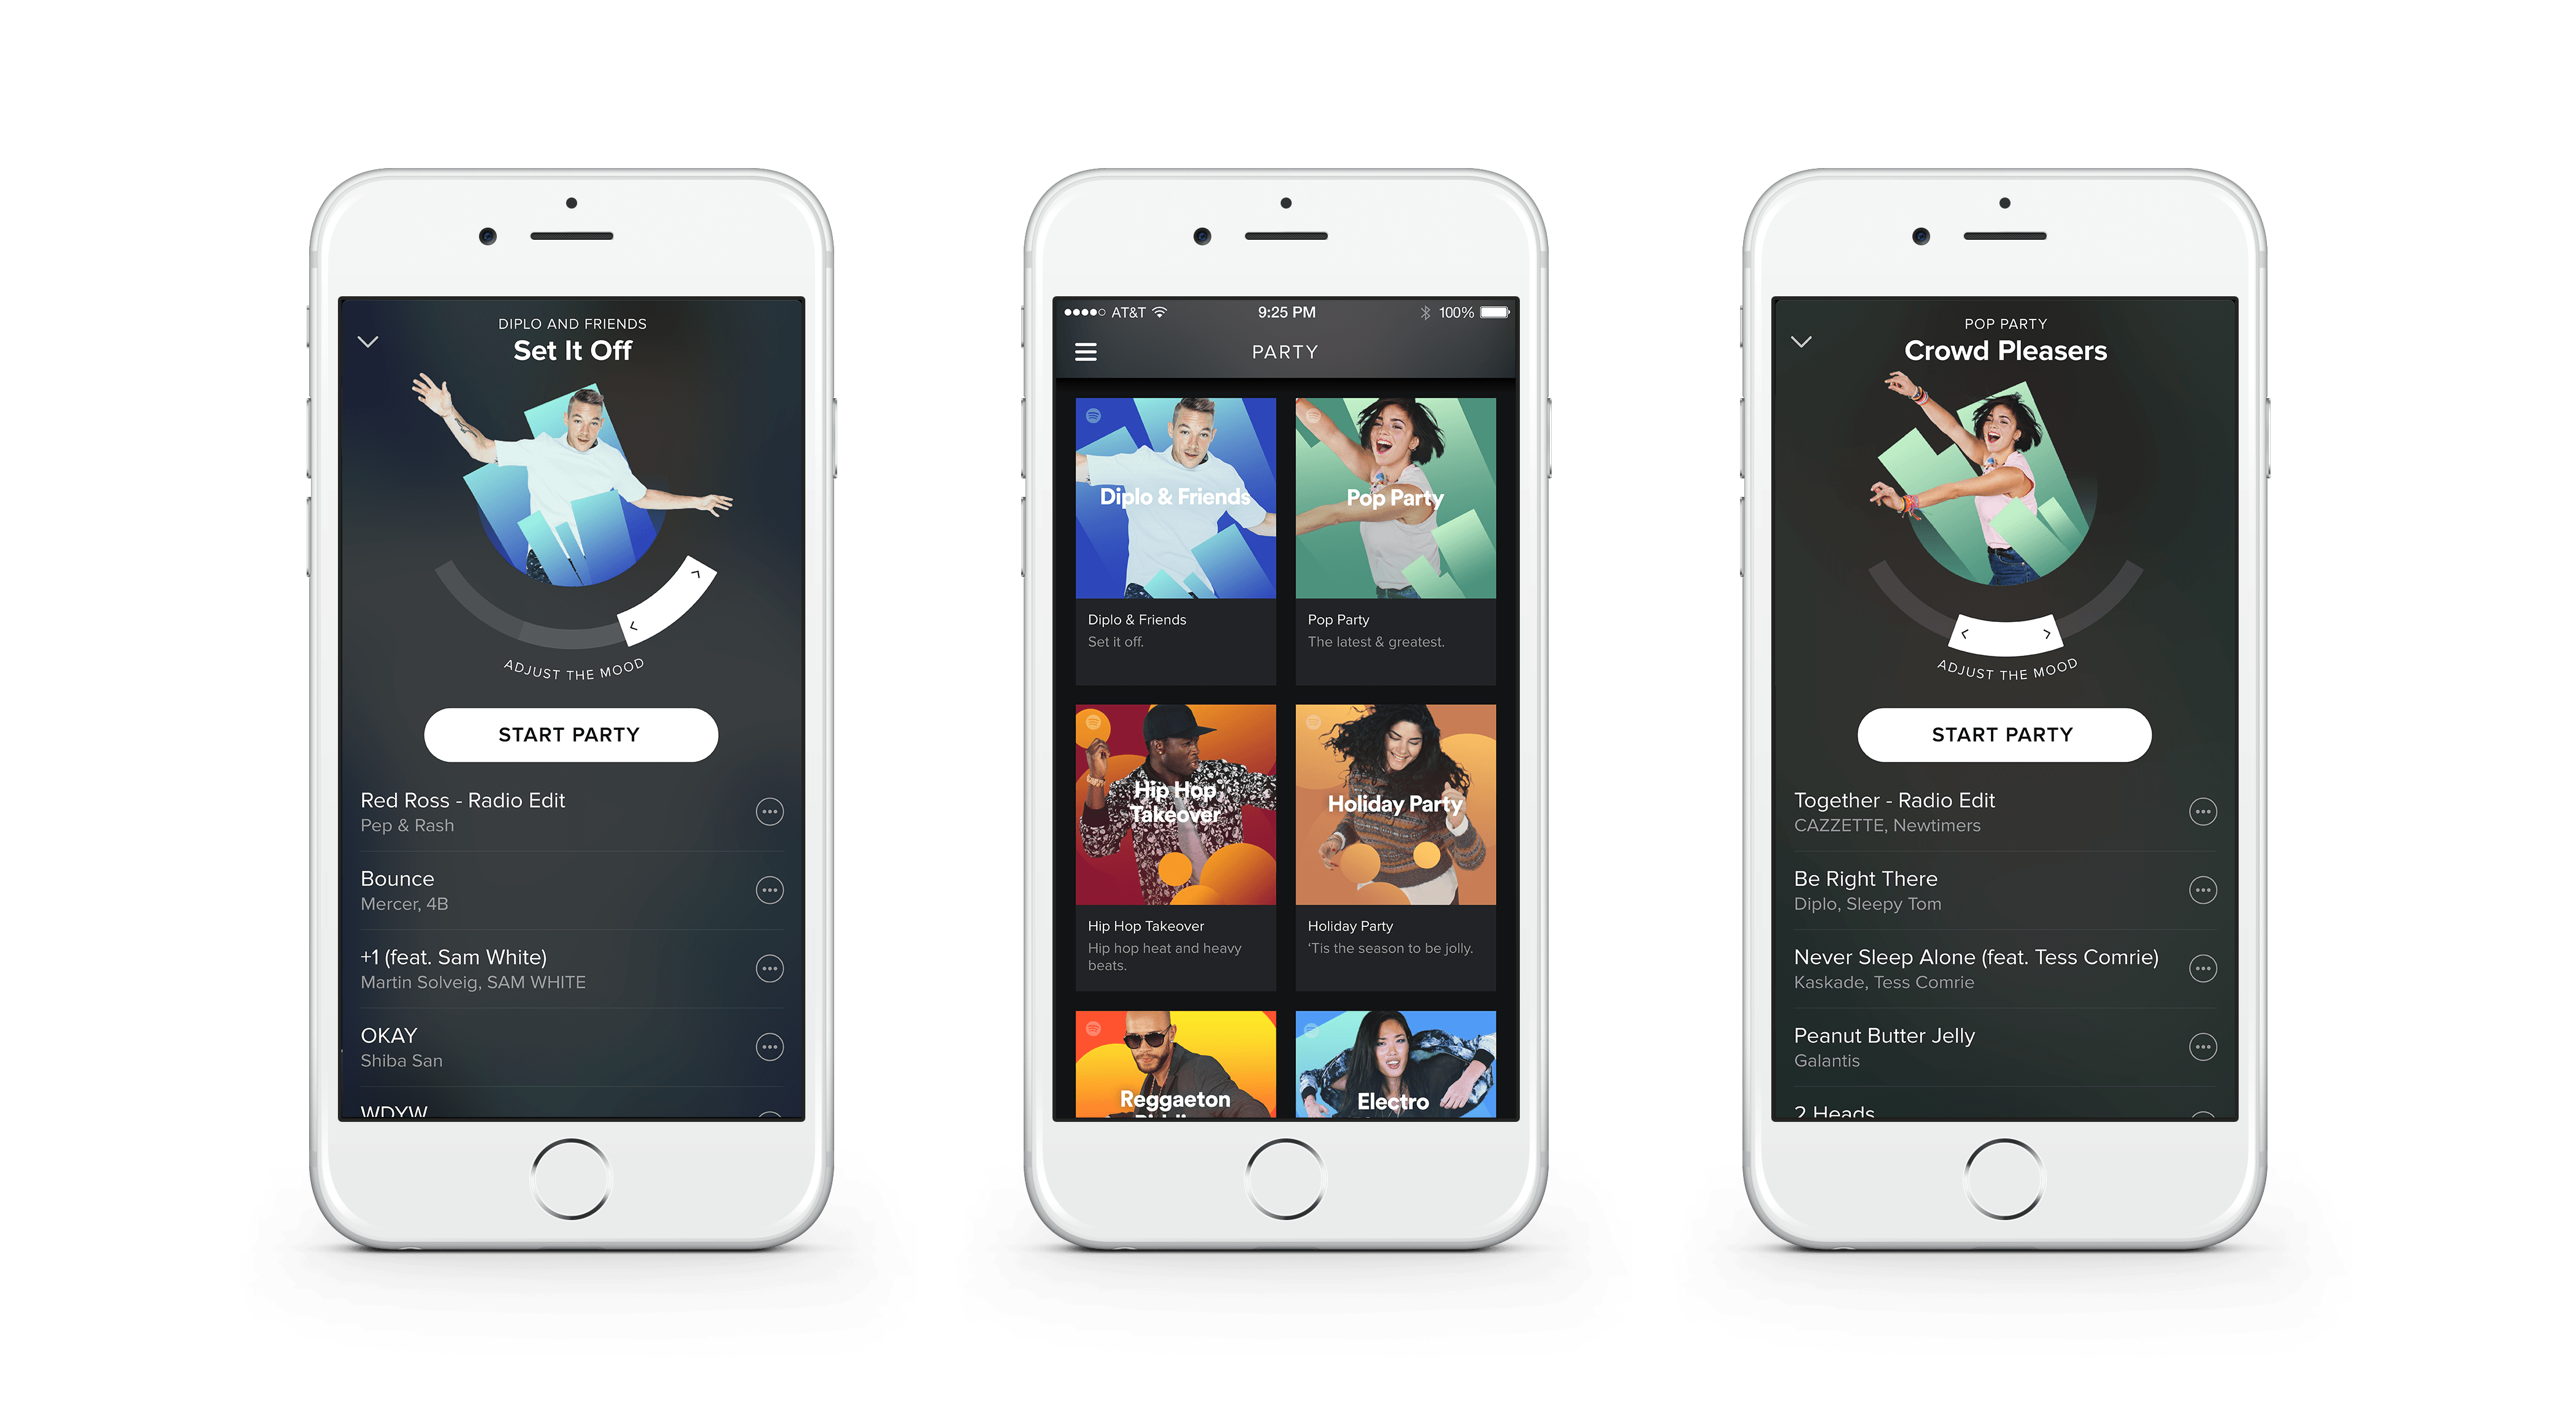 DIPLO AND FRIENDS
Set It Off
ADJUST THE MOOD
START PARTY
Red Ross - Radio Edit
Pep & Rash
Bounce
Mercer, 4B
+1 (feat. Sam White)
Martin Solveig, SAM WHITE
OKAY
Shiba San
WDYW
AT&T
9:25 PM
100%
PARTY
Diplo & Friends
Pop Party
Diplo & Friends
Set it off.
Pop Party
The latest & greatest.
Hip Hop
Takeover
Holiday Party
Hip Hop Takeover
Hip hop heat and heavy
beats.
Holiday Party
‘Tis the season to be jolly.
Reggaeton
Electro
POP PARTY
Crowd Pleasers
ADJUST THE MOOD
START PARTY
Together - Radio Edit
CAZZETTE, Newtimers
Be Right There
Diplo, Sleepy Tom
Never Sleep Alone (feat. Tess Comrie)
Kaskade, Tess Comrie
Peanut Butter Jelly
Galantis
2 Heads